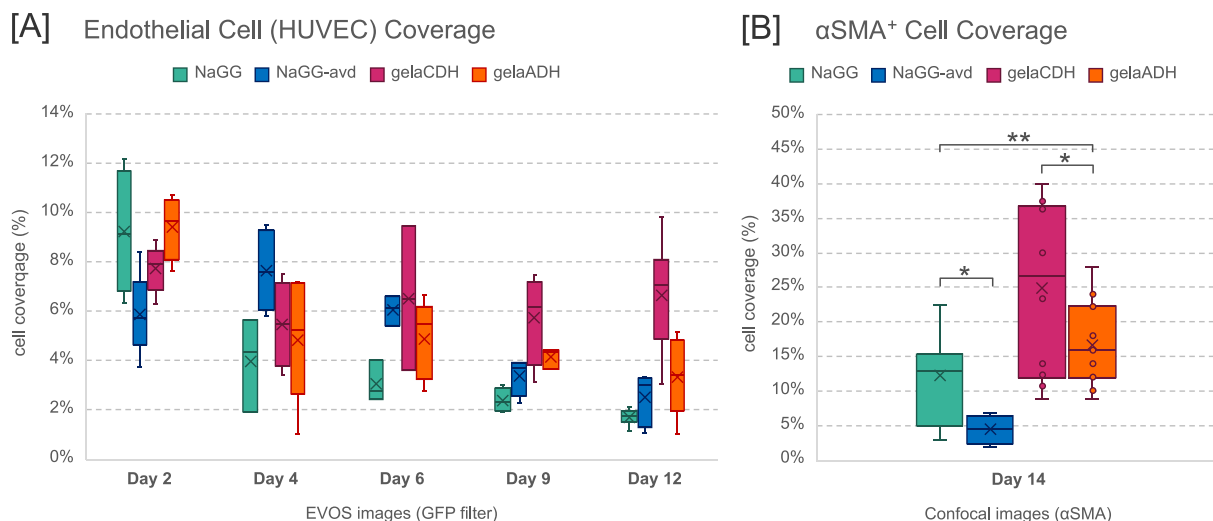 [A] Endothelial Cell (HUVEC) Coverage
NaGG NaGG-avd gelaCDH gelaADH
cell coverqage (%)
14%
12%
10%
8%
6%
4%
2%
0%
Day 2 Day 4 Day 6 Day 9 Day 12
EVOS images (GFP filter)
[B] αSMA⁺ Cell Coverage
NaGG NaGG-avd gelaCDH gelaADH
cell coverage (%)
50%
45%
40%
35%
30%
25%
20%
15%
10%
5%
0%
**
*
*
Day 14
Confocal images (αSMA)